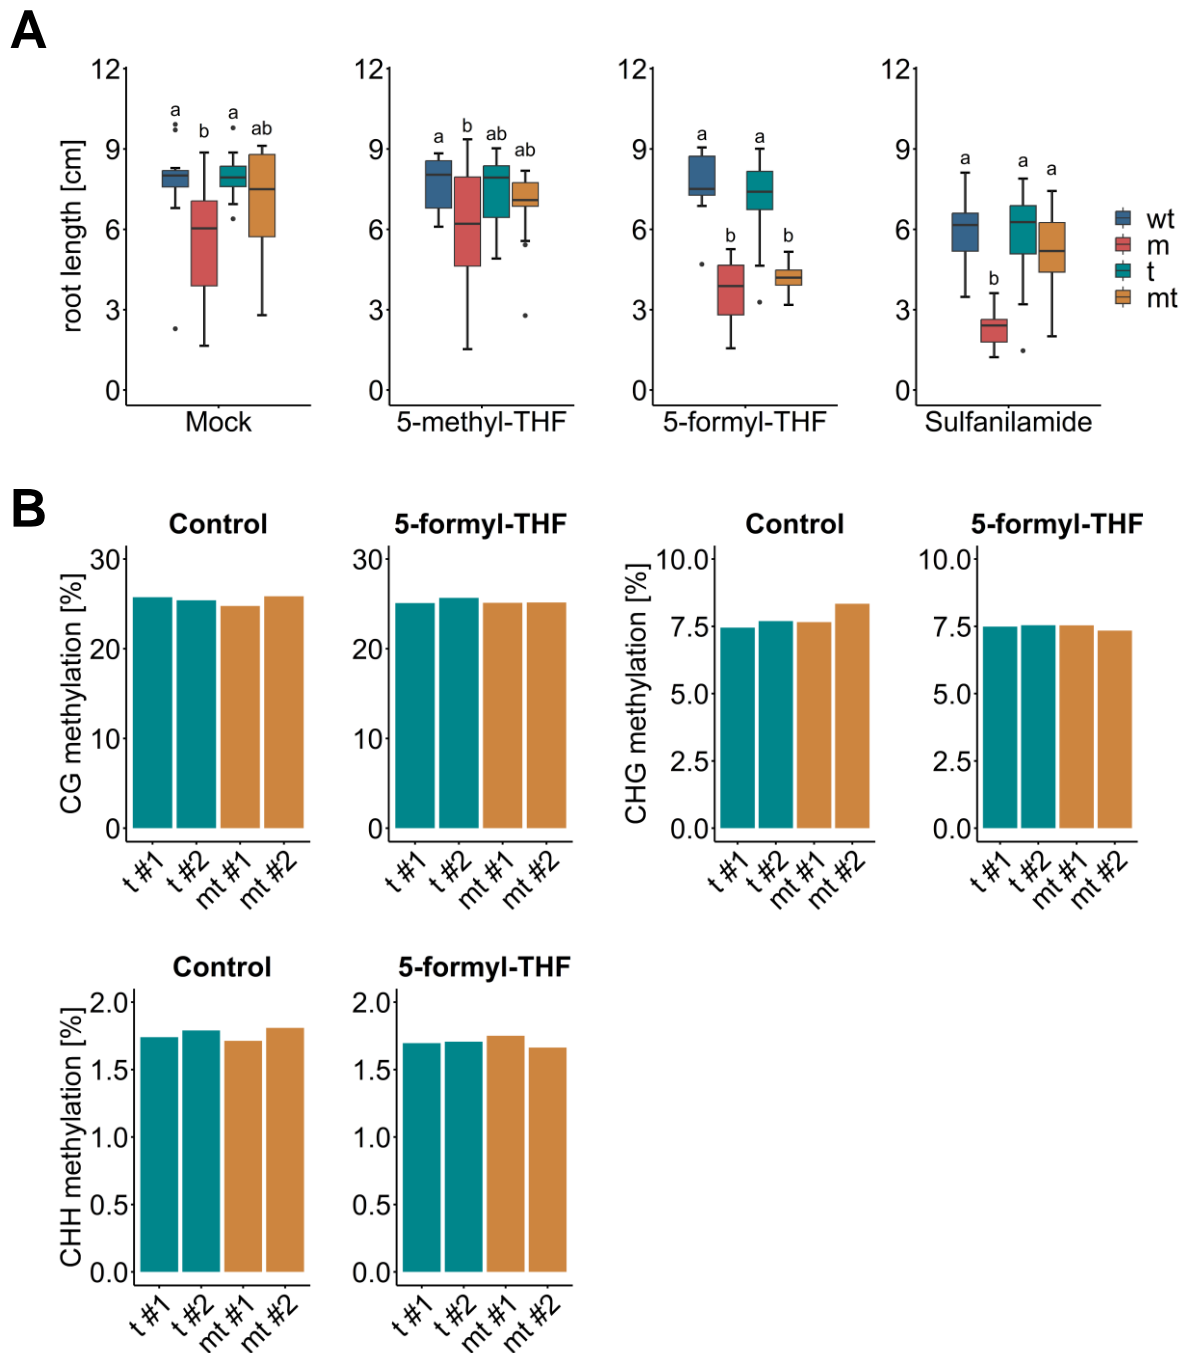 A
root length [cm]
12
9
6
3
0
a
b
a
ab
Mock
12
9
6
3
0
a
b
ab
ab
5-methyl-THF
12
9
6
3
0
a
b
a
b
5-formyl-THF
12
9
6
3
0
a
b
a
a
Sulfanilamide
wt
m
t
mt
B
Control
CG methylation [%]
30
20
10
0
t #1
t #2
mt #1
mt #2
5-formyl-THF
30
20
10
0
t #1
t #2
mt #1
mt #2
Control
CHG methylation [%]
10.0
7.5
5.0
2.5
0.0
t #1
t #2
mt #1
mt #2
5-formyl-THF
10.0
7.5
5.0
2.5
0.0
t #1
t #2
mt #1
mt #2
Control
CHH methylation [%]
2.0
1.5
1.0
0.5
0.0
t #1
t #2
mt #1
mt #2
5-formyl-THF
2.0
1.5
1.0
0.5
0.0
t #1
t #2
mt #1
mt #2